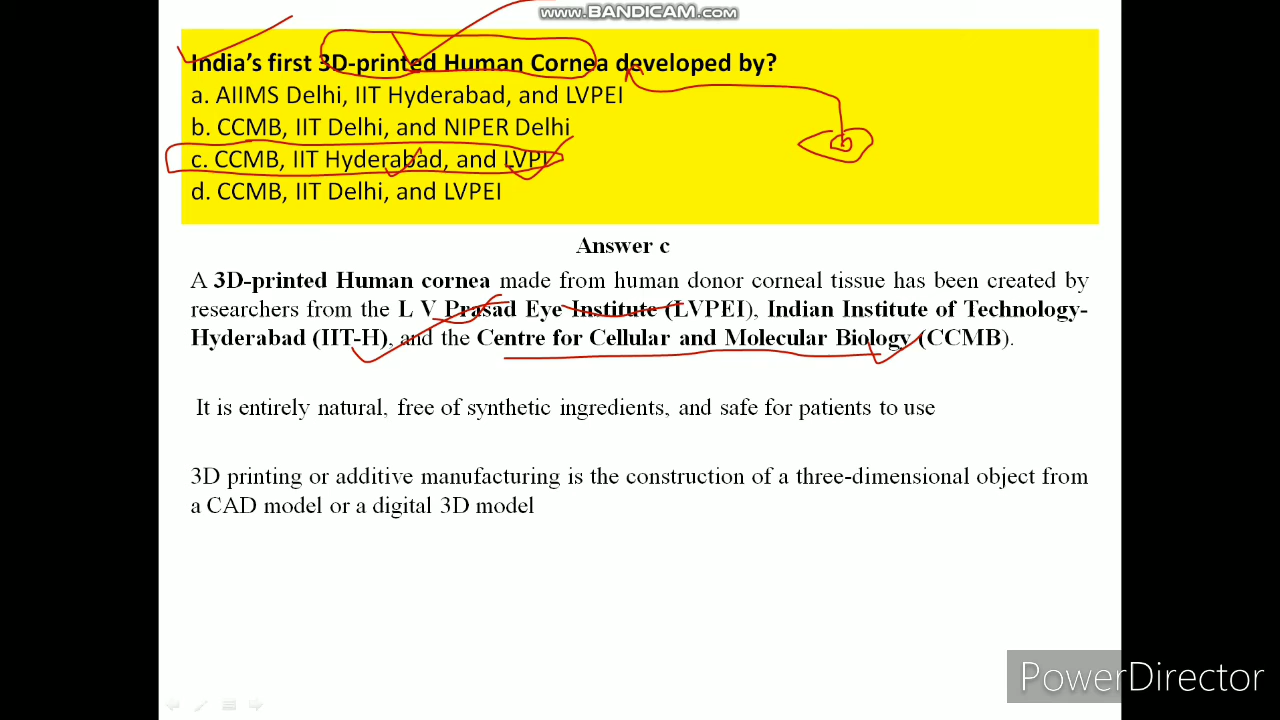 www.BANDICAM.com
India's first 3D-printed Human Cornea developed by?
a. AIIMS Delhi, IIT Hyderabad, and LVPEI
b. CCMB, IIT Delhi, and NIPER Delhi
c. CCMB, IIT Hyderabad, and LVPI
d. CCMB, IIT Delhi, and LVPEI
Answer c
A 3D-printed Human cornea made from human donor corneal tissue has been created by
researchers from the L V Prasad Eye Institute (LVPEI), Indian Institute of Technology-
Hyderabad (IIT-H), and the Centre for Cellular and Molecular Biology (CCMB).
It is entirely natural, free of synthetic ingredients, and safe for patients to use
3D printing or additive manufacturing is the construction of a three-dimensional object from
a CAD model or a digital 3D model
PowerDirector